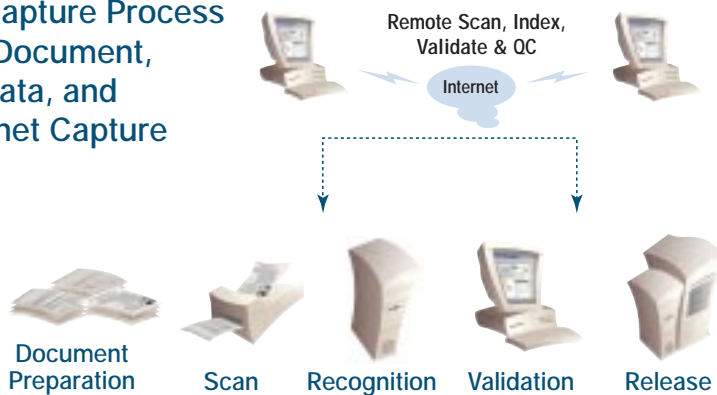 apture Process
Document,
ata, and
net Capture
Remote Scan, Index,
Validate & QC
Internet
Document
Preparation
Scan
Recognition
Validation
Release